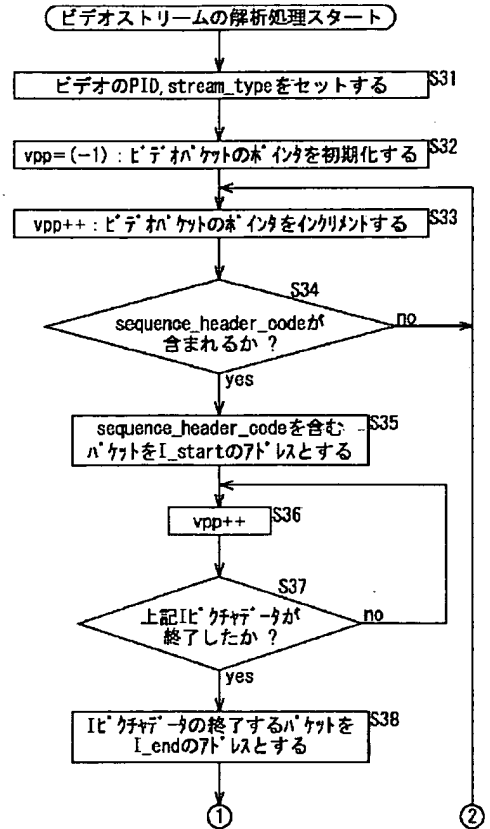 ビデオストリームの解析処理スタート
ビデオのPID, stream_typeをセットする
S31
vpp=(-1) : ビデオパケットのポインタを初期化する
S32
vpp++ : ビデオパケットのポインタをインクリメントする
S33
S34
sequence_header_codeが
含まれるか ?
no
yes
sequence_header_codeを含む
パケットをI_startのアドレスとする
S35
vpp++
S36
S37
上記Iピクチャデータが
終了したか ?
no
yes
Iピクチャデータの終了するパケットを
I_endのアドレスとする
S38
①
②